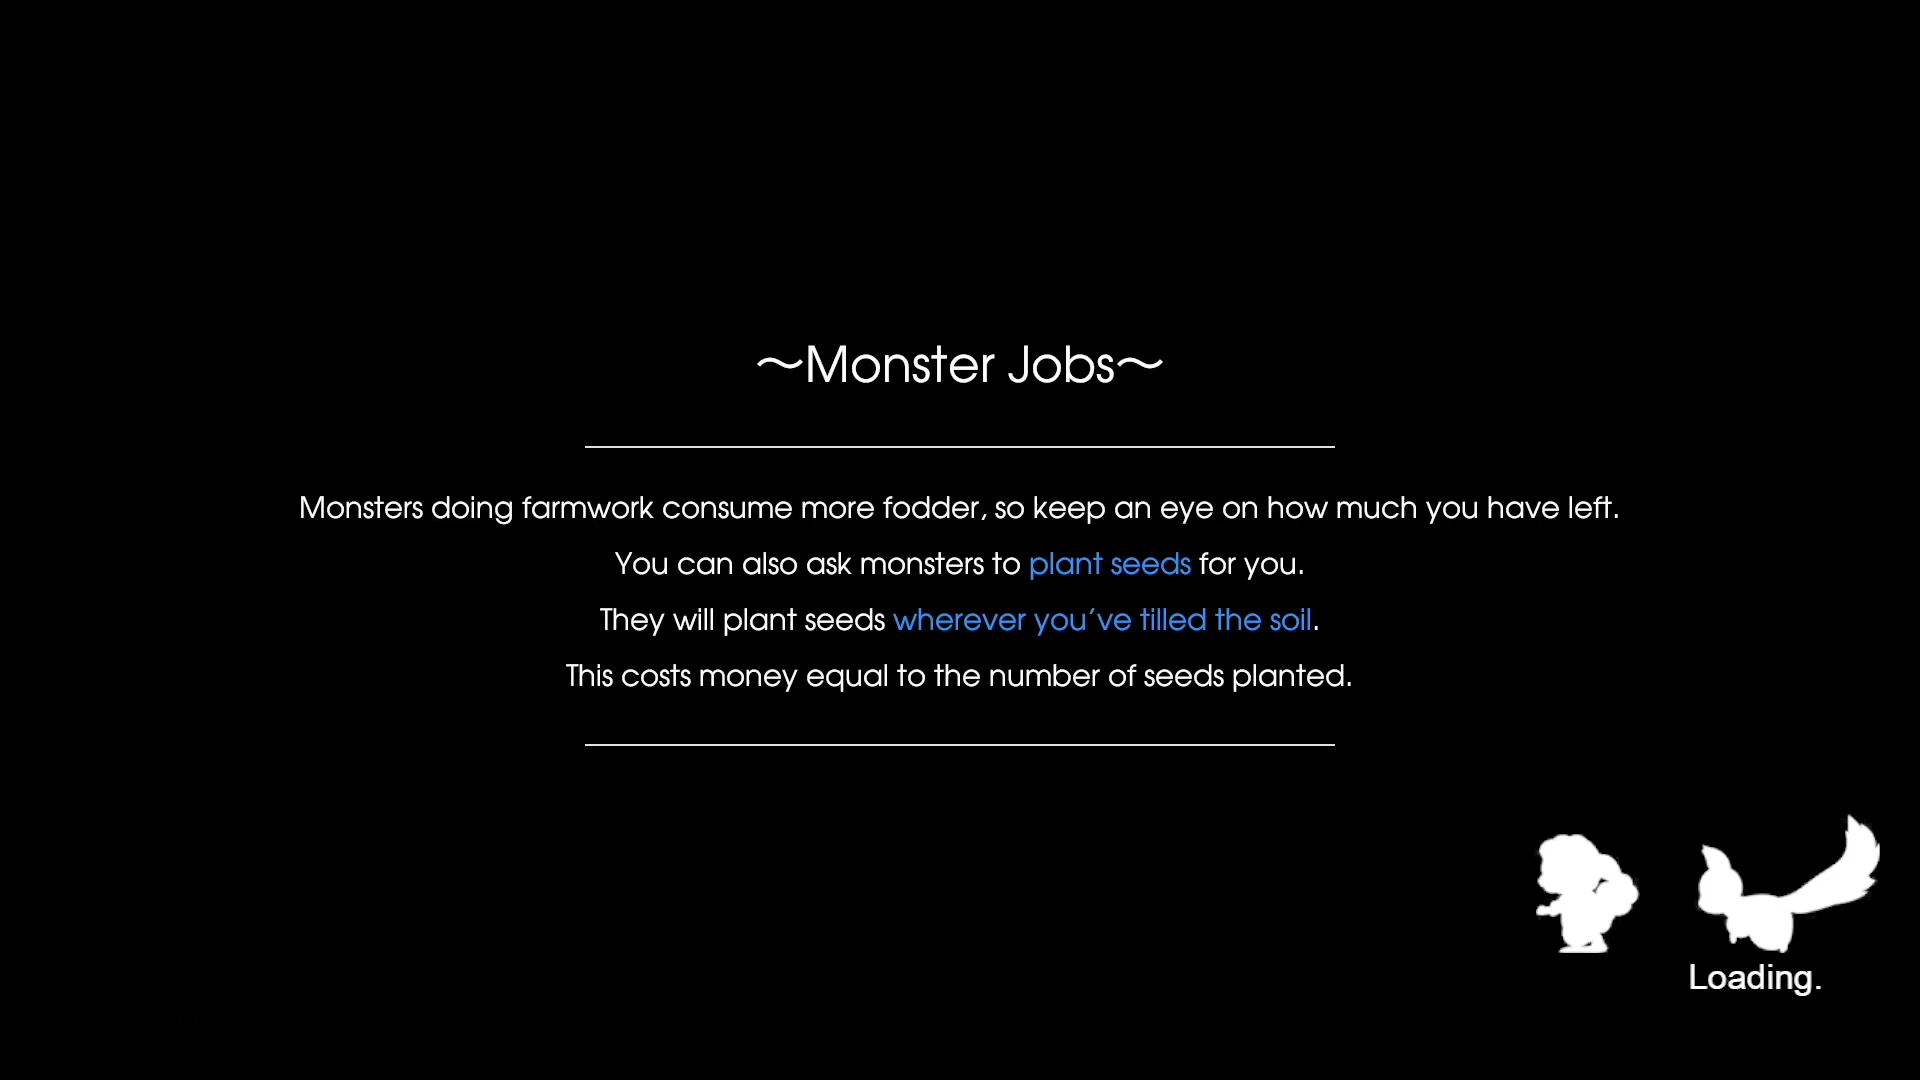 ～Monster Jobs～
Monsters doing farmwork consume more fodder, so keep an eye on how much you have left.
You can also ask monsters to plant seeds for you.
They will plant seeds wherever you've tilled the soil.
This costs money equal to the number of seeds planted.
Loading.